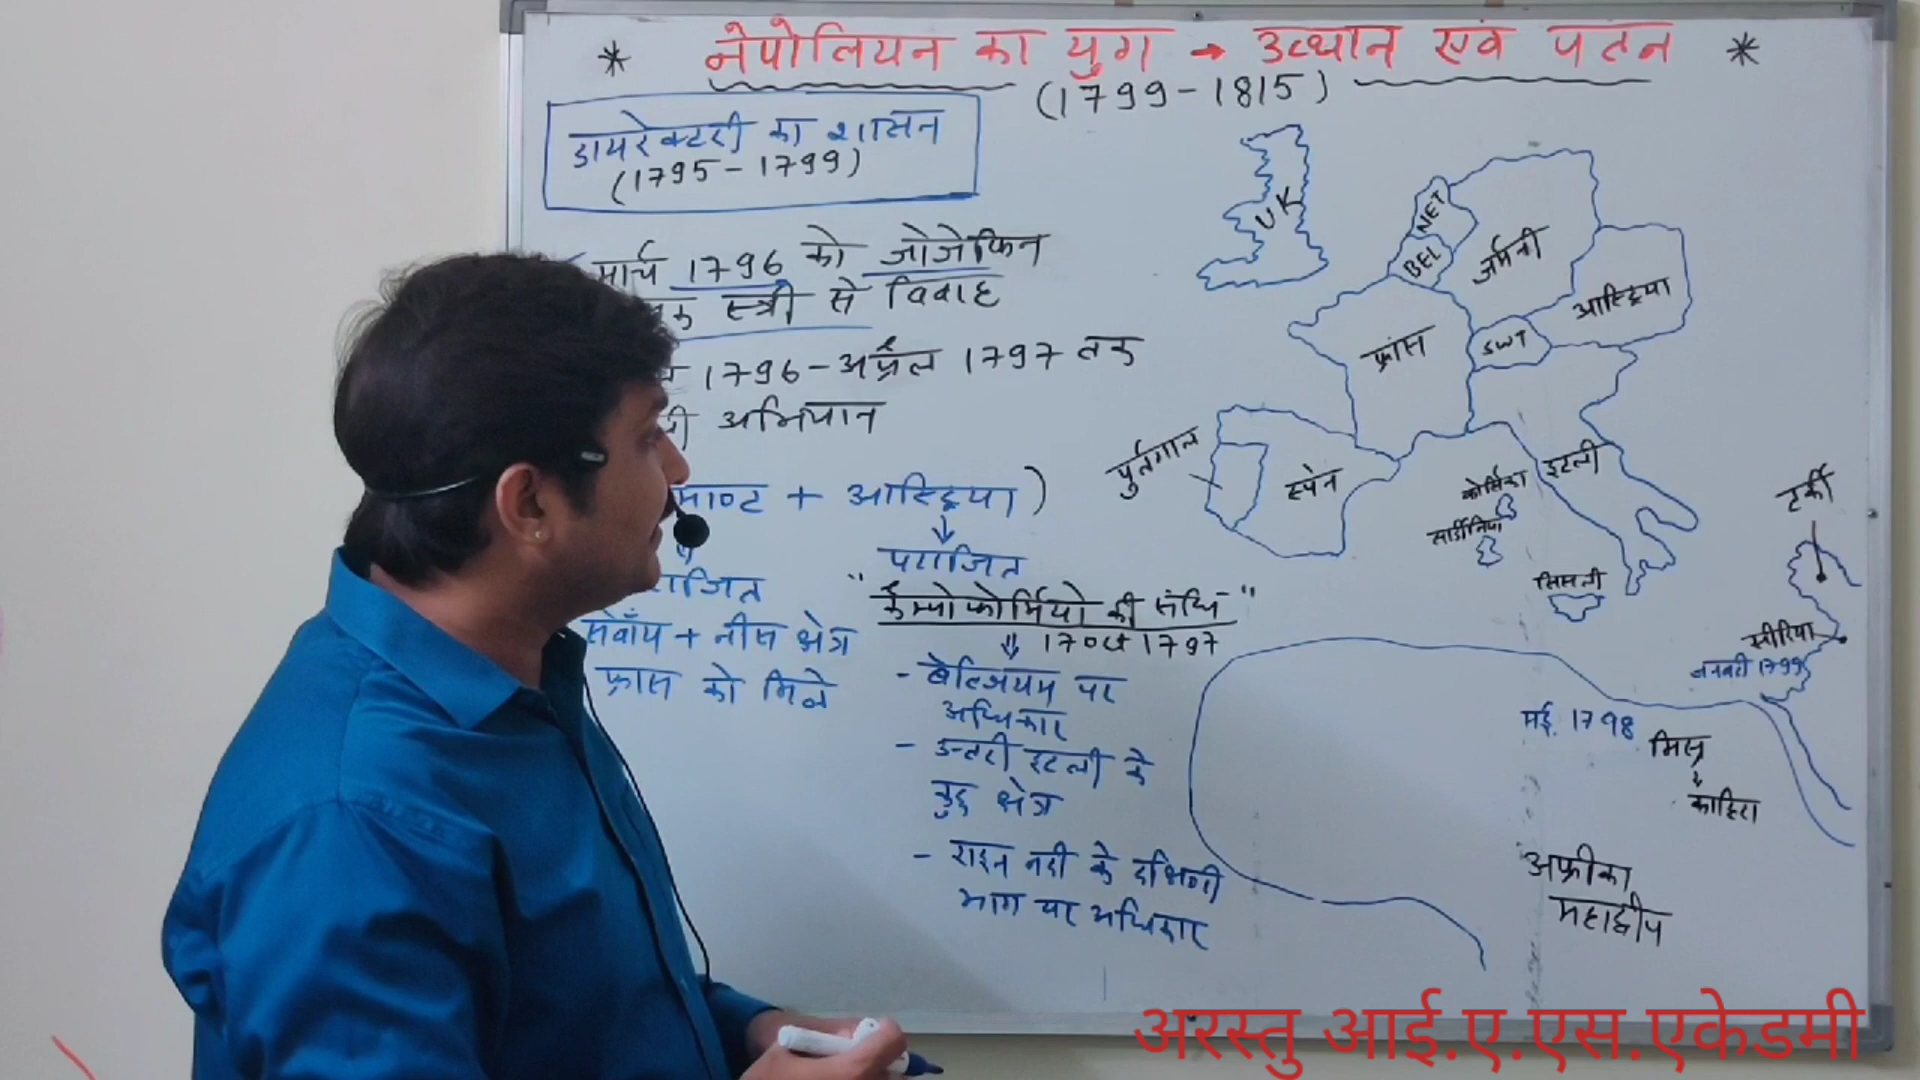 * नेपोलियन का युग → उत्थान एवं पतन *
(1799-1815)
डायरेक्टरी का शासन
(1795-1799)
मार्च 1796 को जोजेफिन
स्त्री से विवाह
1796-अप्रैल 1797 तक
अभियान
+ आस्ट्रिया)
↓
पराजित
"कैम्पोफोर्मियो की संधि"
⇓ 1797
सेवॉय + नीस क्षेत्र
फ्रांस को मिले
- बेल्जियम पर
अधिकार
- उत्तरी इटली के
कुछ क्षेत्र
- राइन नदी के दक्षिणी
भाग पर अधिकार
UK
NET
BEL
जर्मनी
आस्ट्रिया
फ्रांस
SWT
पुर्तगाल
स्पेन
कोर्सिका
इटली
सार्डिनिया
सिसली
टर्की
सीरिया
जनवरी 1799
मई, 1798
मिस्र
↓
काहिरा
अफ्रीका
महाद्वीप
अरस्तु आई.ए.एस.एकेडमी